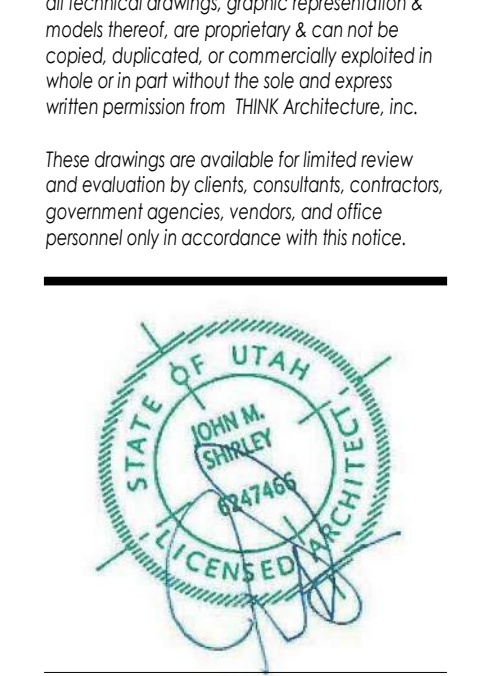 all technical drawings, graphic representation &
models thereof, are proprietary & can not be
copied, duplicated, or commercially exploited in
whole or in part without the sole and express
written permission from THINK Architecture, inc.
These drawings are available for limited review
and evaluation by clients, consultants, contractors,
government agencies, vendors, and office
personnel only in accordance with this notice.
STATE OF UTAH
JOHN M.
SHIRLEY
6247466
LICENSED ARCHITECT